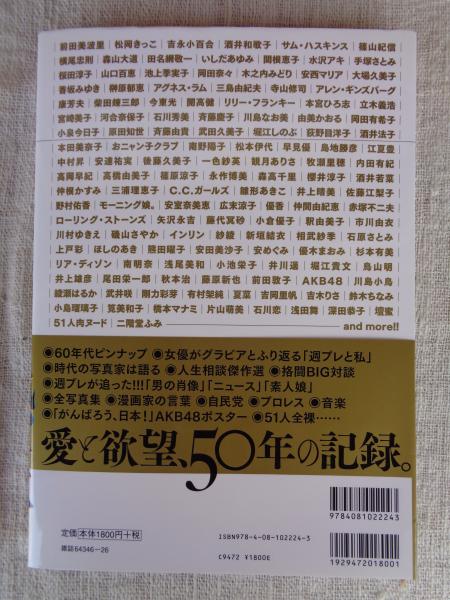 前田美波里｜松岡きっこ｜吉永小百合｜酒井和歌子｜サム・ハスキンス｜篠山紀信
横尾忠則｜森山大道｜田名網敬一｜いしだあゆみ｜関根恵子｜水沢アキ｜手塚さとみ
桜田淳子｜山口百恵｜池上季実子｜岡田奈々｜木之内みどり｜安西マリア｜大場久美子
香坂みゆき｜榊原郁恵｜アグネス・ラム｜三島由紀夫｜寺山修司｜アレン・ギンズバーグ
康芳夫｜柴田錬三郎｜今東光｜開高健｜リリー・フランキー｜本宮ひろ志｜立木義浩
宮崎美子｜河合奈保子｜石川秀美｜斉藤慶子｜川島なお美｜由美かおる｜岡田有希子
小泉今日子｜原田知世｜斉藤由貴｜武田久美子｜堀江しのぶ｜荻野目洋子｜酒井法子
本田美奈子｜おニャン子クラブ｜南野陽子｜松本伊代｜早見優｜島地勝彦｜江夏豊
中村昇｜安達祐実｜後藤久美子｜一色紗英｜観月ありさ｜牧瀬里穂｜内田有紀
高岡早紀｜高橋由美子｜篠原涼子｜永作博美｜森高千里｜櫻井淳子｜酒井若菜
仲根かすみ｜三浦理恵子｜C.C.ガールズ｜雛形あきこ｜井上晴美｜佐藤江梨子
野村佑香｜モーニング娘。｜安室奈美恵｜広末涼子｜優香｜仲間由紀恵｜赤塚不二夫
ローリング・ストーンズ｜矢沢永吉｜藤代冥砂｜小倉優子｜釈由美子｜市川由衣
川村ゆきえ｜磯山さやか｜インリン｜紗綾｜新垣結衣｜相武紗季｜石原さとみ
上戸彩｜ほしのあき｜熊田曜子｜安田美沙子｜安めぐみ｜優木まおみ｜杉本有美
リア・ディゾン｜南明奈｜浅尾美和｜小池栄子｜井川遥｜堀江貴文｜鳥山明
井上雄彦｜尾田栄一郎｜秋本治｜藤原新也｜前田敦子｜AKB48｜川島小鳥
綾瀬はるか｜武井咲｜剛力彩芽｜有村架純｜夏菜｜吉岡里帆｜吉木りさ｜鈴木ちなみ
小島瑠璃子｜筧美和子｜橋本マナミ｜片山萌美｜石川恋｜浅田舞｜深田恭子｜壇蜜
51人肉ヌード｜二階堂ふみ and more!!
●60年代ピンナップ ●女優がグラビアとふり返る「週プレと私」
●時代の写真家は語る ●人生相談傑作選 ●格闘BIG対談
●週プレが追った!!!「男の肖像」「ニュース」「素人娘」
●全写真集 ●漫画家の言葉 ●自民党 ●プロレス ●音楽
●「がんばろう、日本!」AKB48ポスター ●51人全裸……
愛と欲望、50年の記録。
9784081022243
定価 本体1800円+税
雑誌64346-26
ISBN978-4-08-102224-3
C9472 ¥1800E
1929472018001